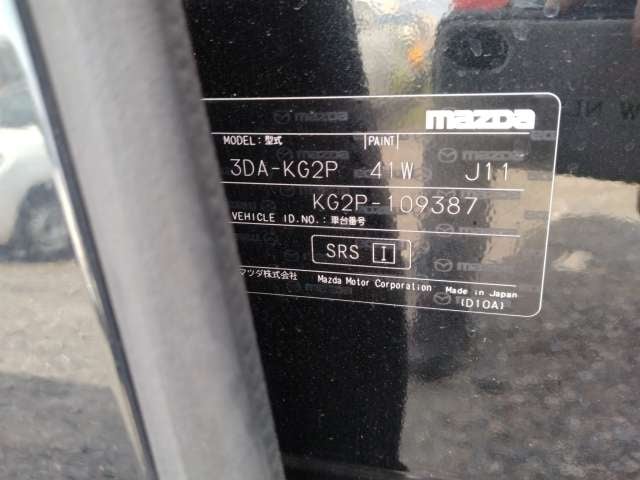 mazda
MODEL: 型式 PAINT
3DA-KG2P 41W J11
KG2P-109387
VEHICLE ID.NO.: 車台番号
SRS I
マツダ株式会社 Mazda Motor Corporation Made in Japan
(D10A)